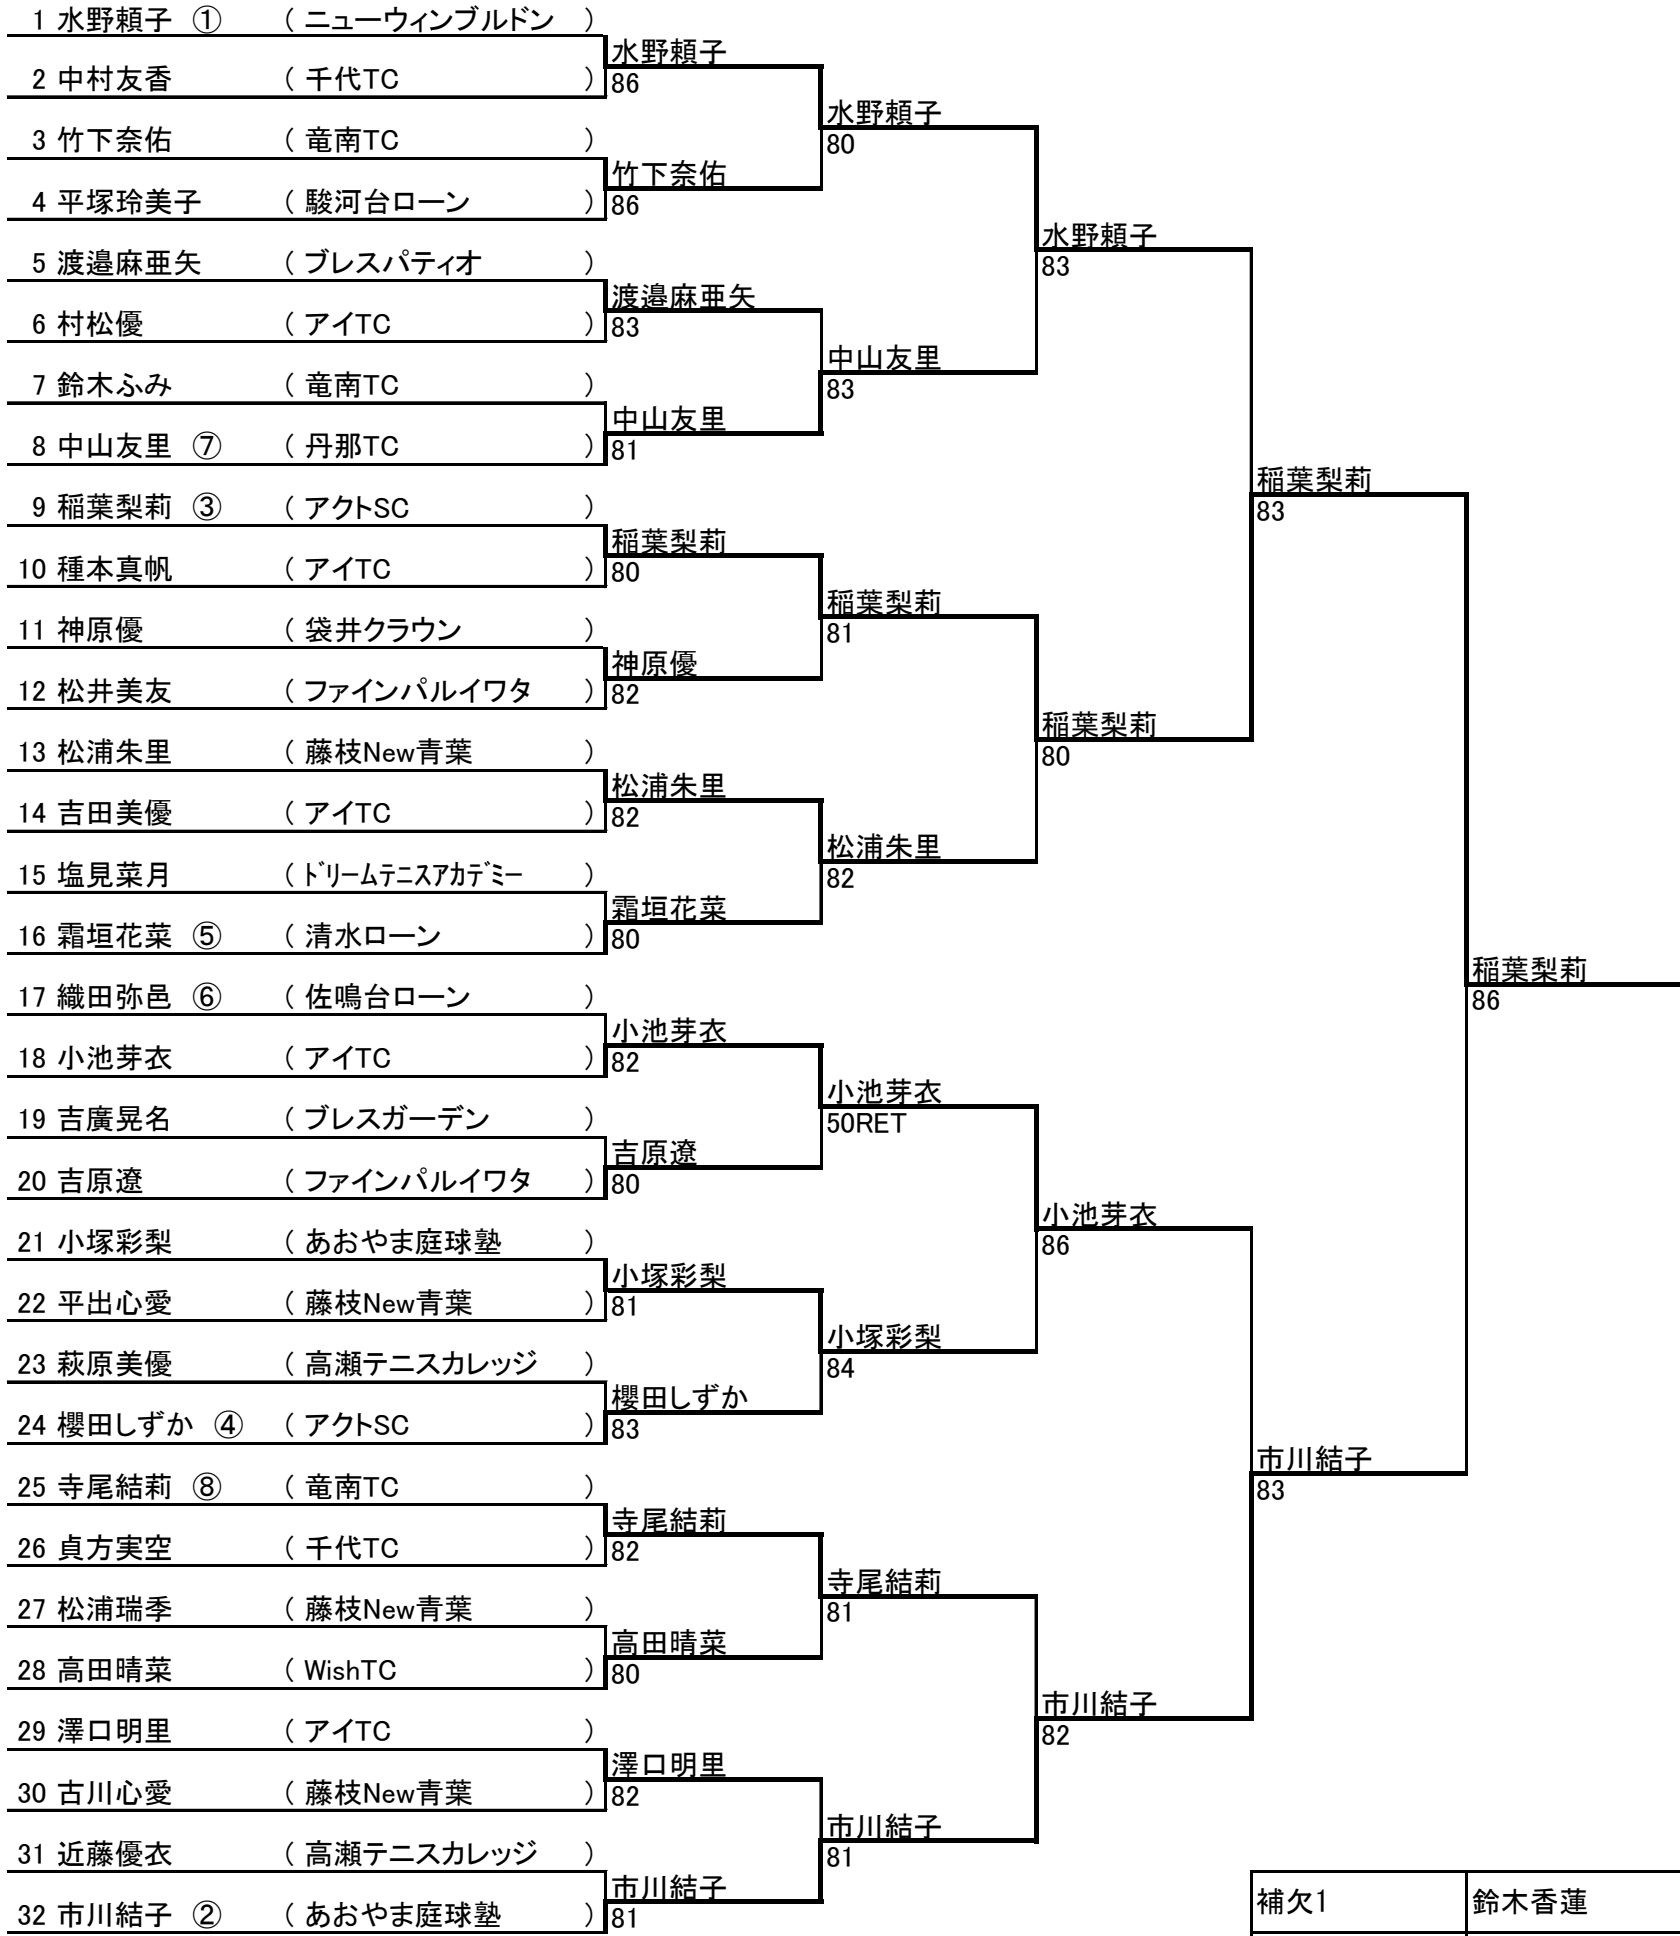 1 水野頼子 ① ( ニューウィンブルドン )
水野頼子
2 中村友香 ( 千代TC ) 86
水野頼子
3 竹下奈佑 ( 竜南TC ) 80
竹下奈佑
4 平塚玲美子 ( 駿河台ローン ) 86
水野頼子
5 渡邉麻亜矢 ( ブレスパティオ ) 83
渡邉麻亜矢
6 村松優 ( アイTC ) 83
中山友里
7 鈴木ふみ ( 竜南TC ) 83
中山友里
8 中山友里 ⑦ ( 丹那TC ) 81
稲葉梨莉
9 稲葉梨莉 ③ ( アクトSC ) 83
稲葉梨莉
10 種本真帆 ( アイTC ) 80
稲葉梨莉
11 神原優 ( 袋井クラウン ) 81
神原優
12 松井美友 ( ファインパルイワタ ) 82
稲葉梨莉
13 松浦朱里 ( 藤枝New青葉 ) 80
松浦朱里
14 吉田美優 ( アイTC ) 82
松浦朱里
15 塩見菜月 ( ドリームテニスアカデミー ) 82
霜垣花菜
16 霜垣花菜 ⑤ ( 清水ローン ) 80
稲葉梨莉
17 織田弥邑 ⑥ ( 佐鳴台ローン ) 86
小池芽衣
18 小池芽衣 ( アイTC ) 82
小池芽衣
19 吉廣晃名 ( ブレスガーデン ) 50RET
吉原遼
20 吉原遼 ( ファインパルイワタ ) 80
小池芽衣
21 小塚彩梨 ( あおやま庭球塾 ) 86
小塚彩梨
22 平出心愛 ( 藤枝New青葉 ) 81
小塚彩梨
23 萩原美優 ( 高瀬テニスカレッジ ) 84
櫻田しずか
24 櫻田しずか ④ ( アクトSC ) 83
市川結子
25 寺尾結莉 ⑧ ( 竜南TC ) 83
寺尾結莉
26 貞方実空 ( 千代TC ) 82
寺尾結莉
27 松浦瑞季 ( 藤枝New青葉 ) 81
高田晴菜
28 高田晴菜 ( WishTC ) 80
市川結子
29 澤口明里 ( アイTC ) 82
澤口明里
30 古川心愛 ( 藤枝New青葉 ) 82
市川結子
31 近藤優衣 ( 高瀬テニスカレッジ ) 81
市川結子
32 市川結子 ② ( あおやま庭球塾 ) 81
補欠1 鈴木香蓮